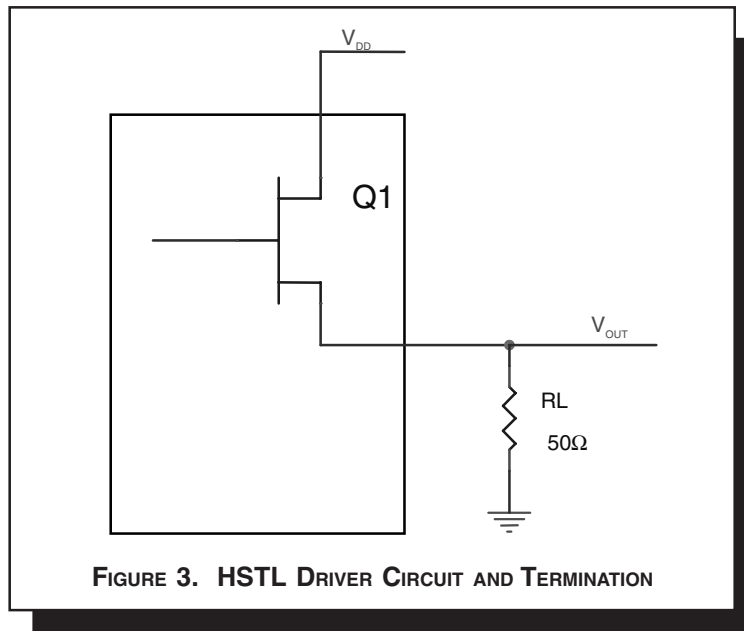 VDD
Q1
VOUT
RL
50Ω
FIGURE 3. HSTL DRIVER CIRCUIT AND TERMINATION